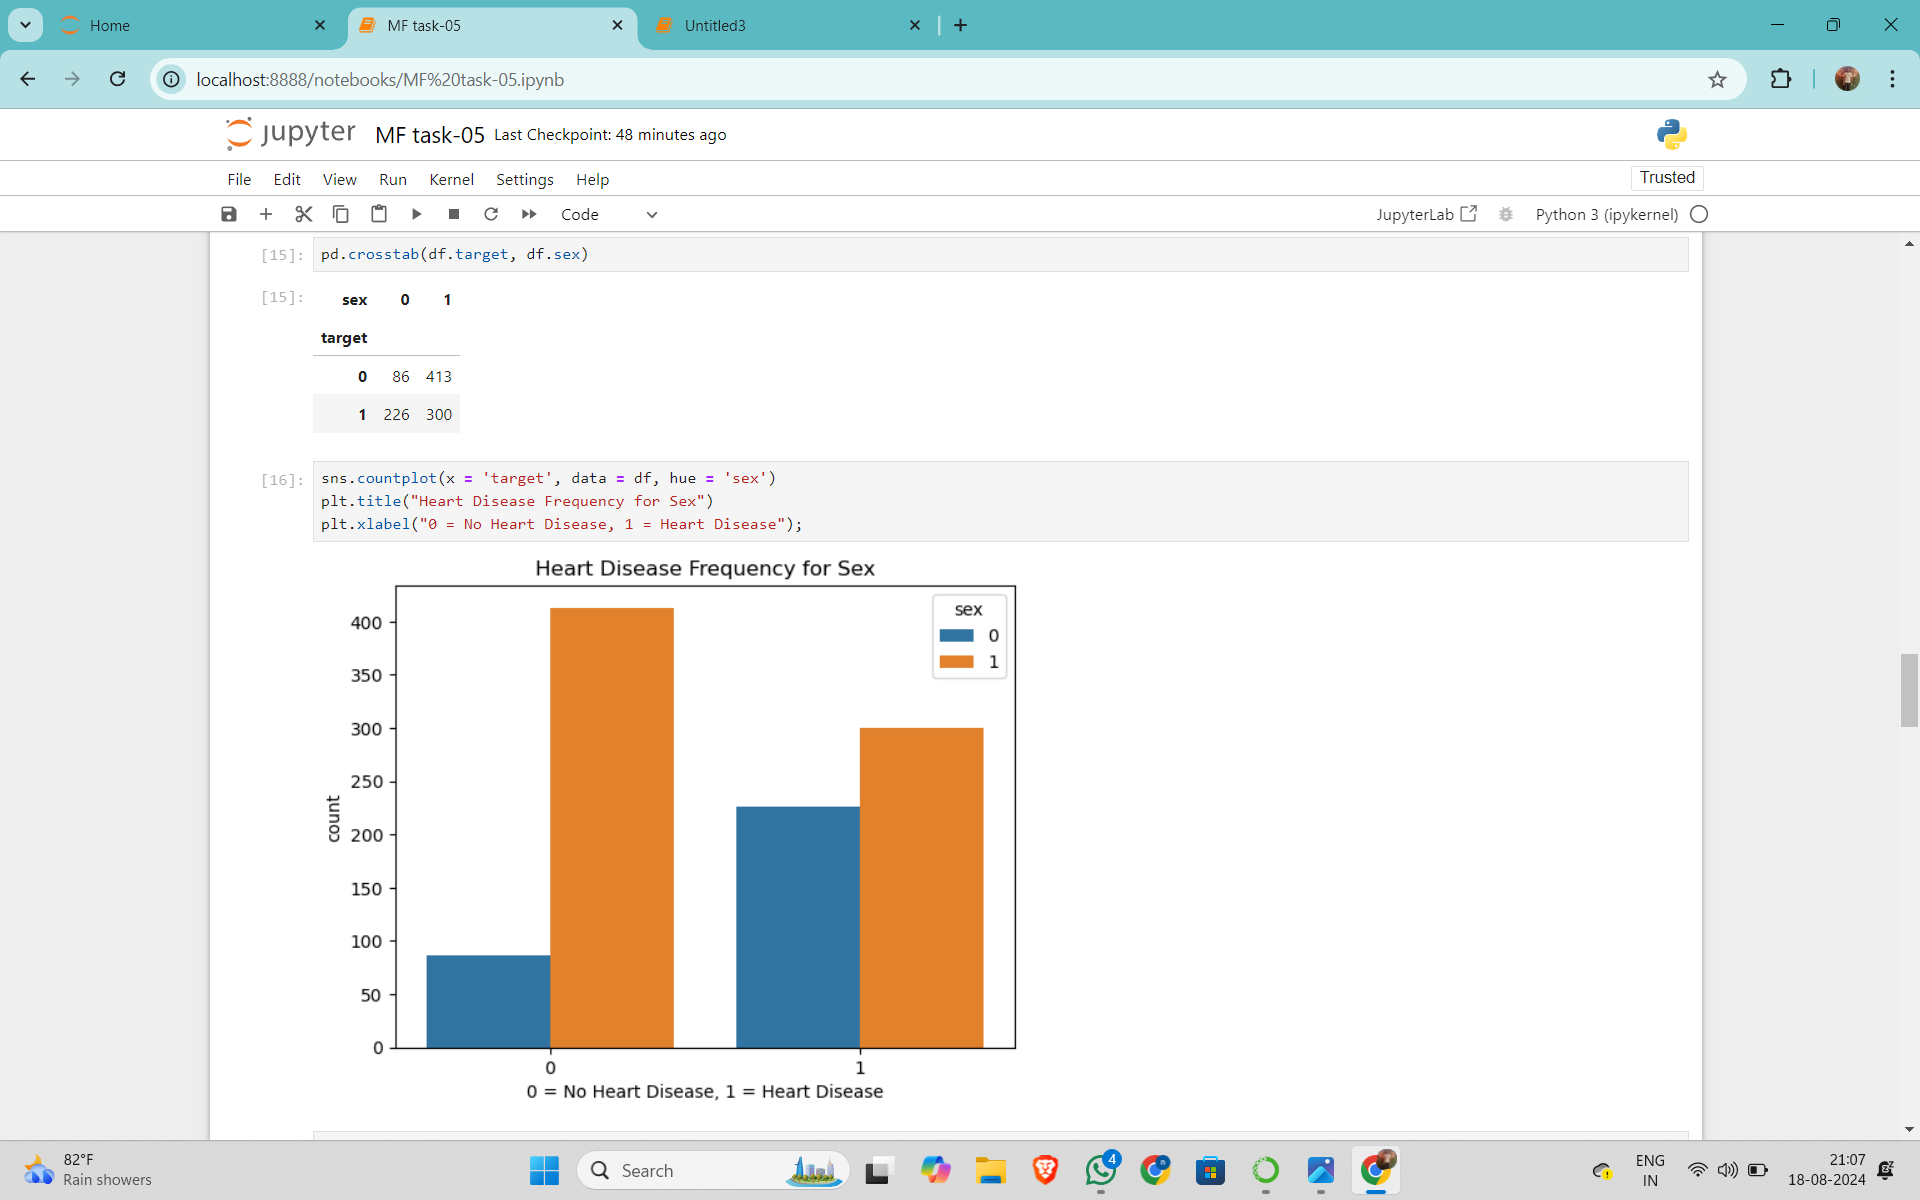 Home
MF task-05
Untitled3
localhost:8888/notebooks/MF%20task-05.ipynb
jupyter MF task-05 Last Checkpoint: 48 minutes ago
File Edit View Run Kernel Settings Help
Trusted
Code
JupyterLab
Python 3 (ipykernel)
[15]: pd.crosstab(df.target, df.sex)
[15]: sex 0 1
target
0 86 413
1 226 300
[16]: sns.countplot(x = 'target', data = df, hue = 'sex')
plt.title("Heart Disease Frequency for Sex")
plt.xlabel("0 = No Heart Disease, 1 = Heart Disease");
Heart Disease Frequency for Sex
sex
0
1
400
350
300
250
200
150
100
50
0
count
0 1
0 = No Heart Disease, 1 = Heart Disease
82°F
Rain showers
Search
4
ENG
IN
21:07
18-08-2024